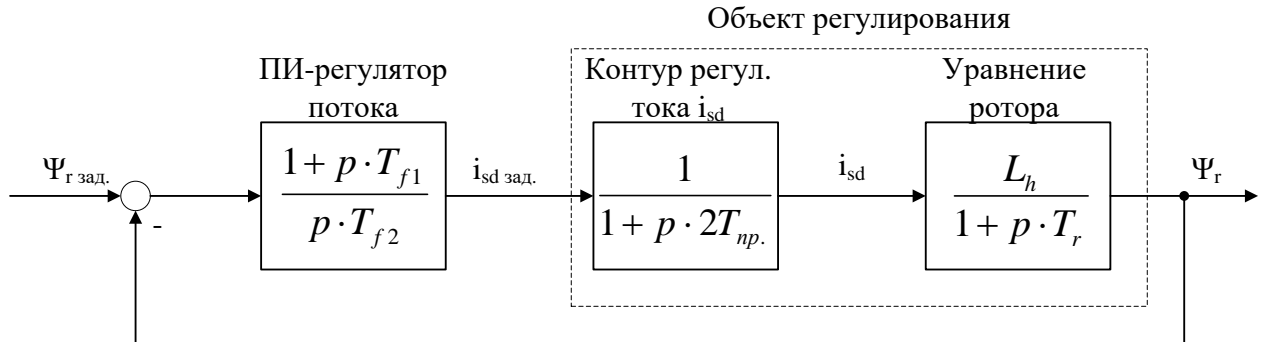 Объект регулирования
ПИ-регулятор
потока
Контур регул.
тока i_sd
Уравнение
ротора
Ψ_r зад.
-
1 + p · T_f1
p · T_f2
i_sd зад.
1
1 + p · 2T_пр.
i_sd
L_h
1 + p · T_r
Ψ_r